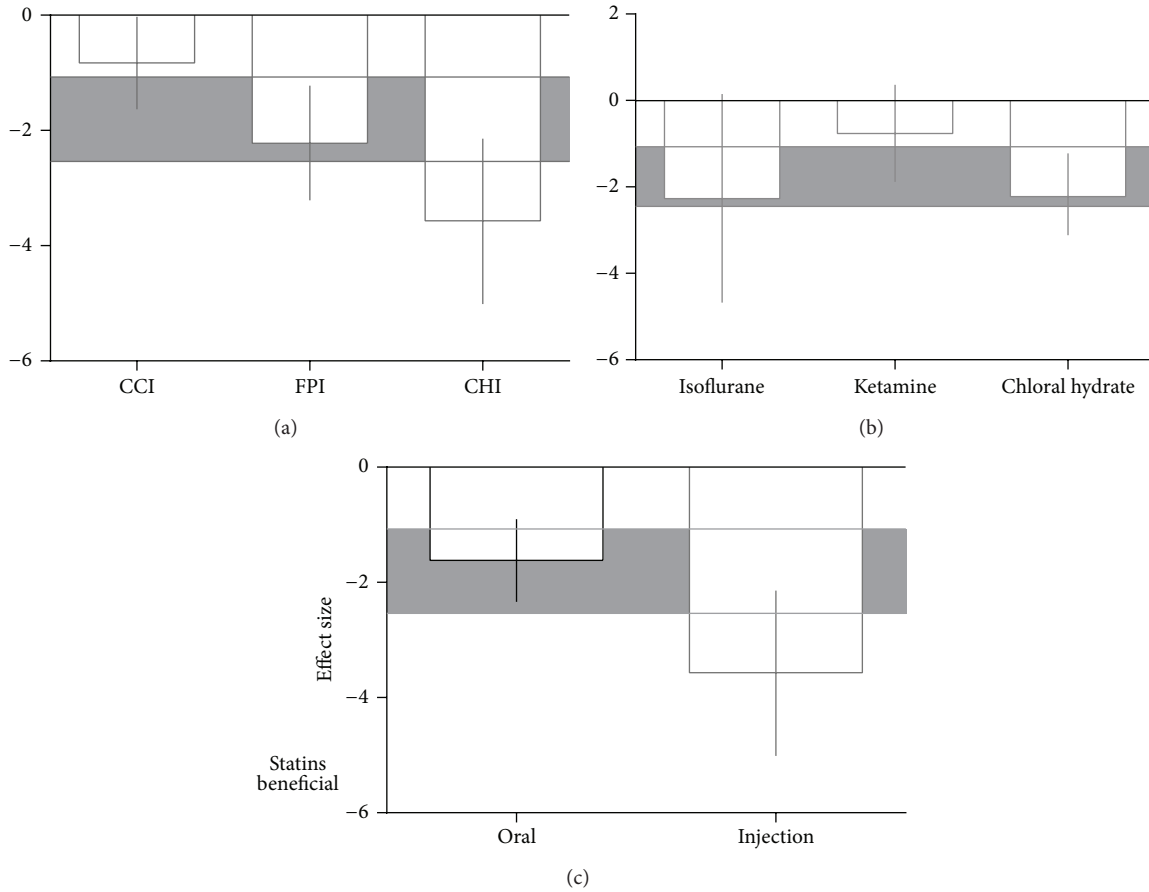 0
−2
−4
−6
CCI
FPI
CHI
(a)
2
0
−2
−4
−6
Isoflurane
Ketamine
Chloral hydrate
(b)
0
−2
−4
−6
Effect size
Statins
beneficial
Oral
Injection
(c)